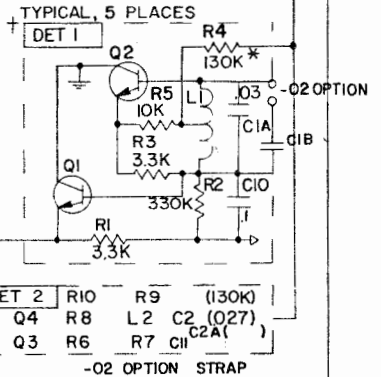 TYPICAL, 5 PLACES
+
DET 1
R4
130K *
Q2
R5
10K
L1
.03
-02 OPTION
C1A
C1B
R3
3.3K
Q1
R2
330K
C10
.1
R1
3.3K
ET 2 R10 R9 (130K)
Q4 R8 L2 C2 (027)
Q3 R6 R7 C11 C2A( )
-02 OPTION STRAP